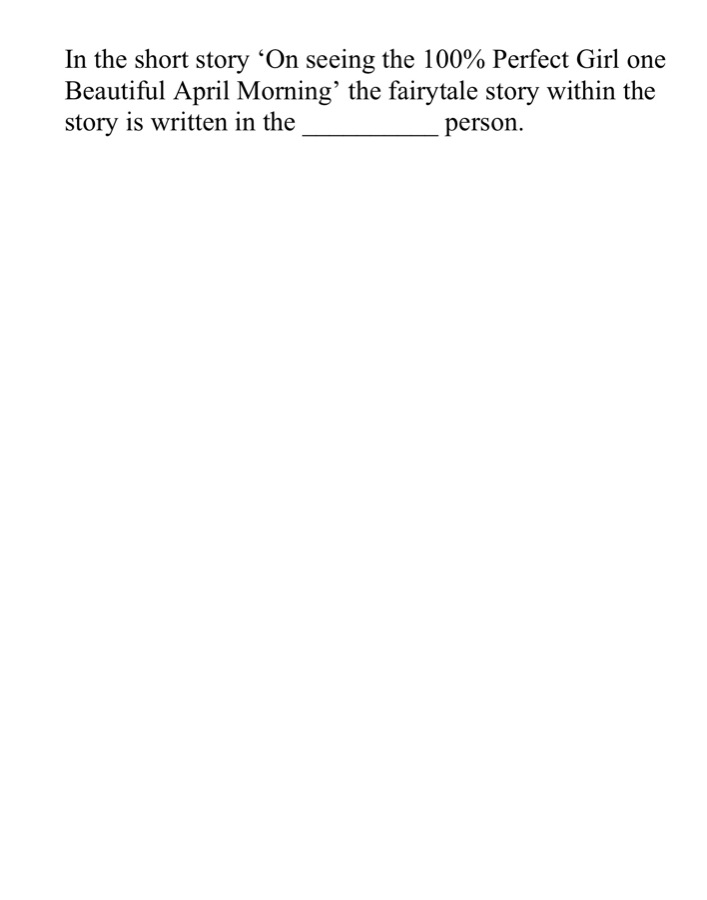 In the short story ‘On seeing the 100% Perfect Girl one
Beautiful April Morning’ the fairytale story within the
story is written in the __________ person.